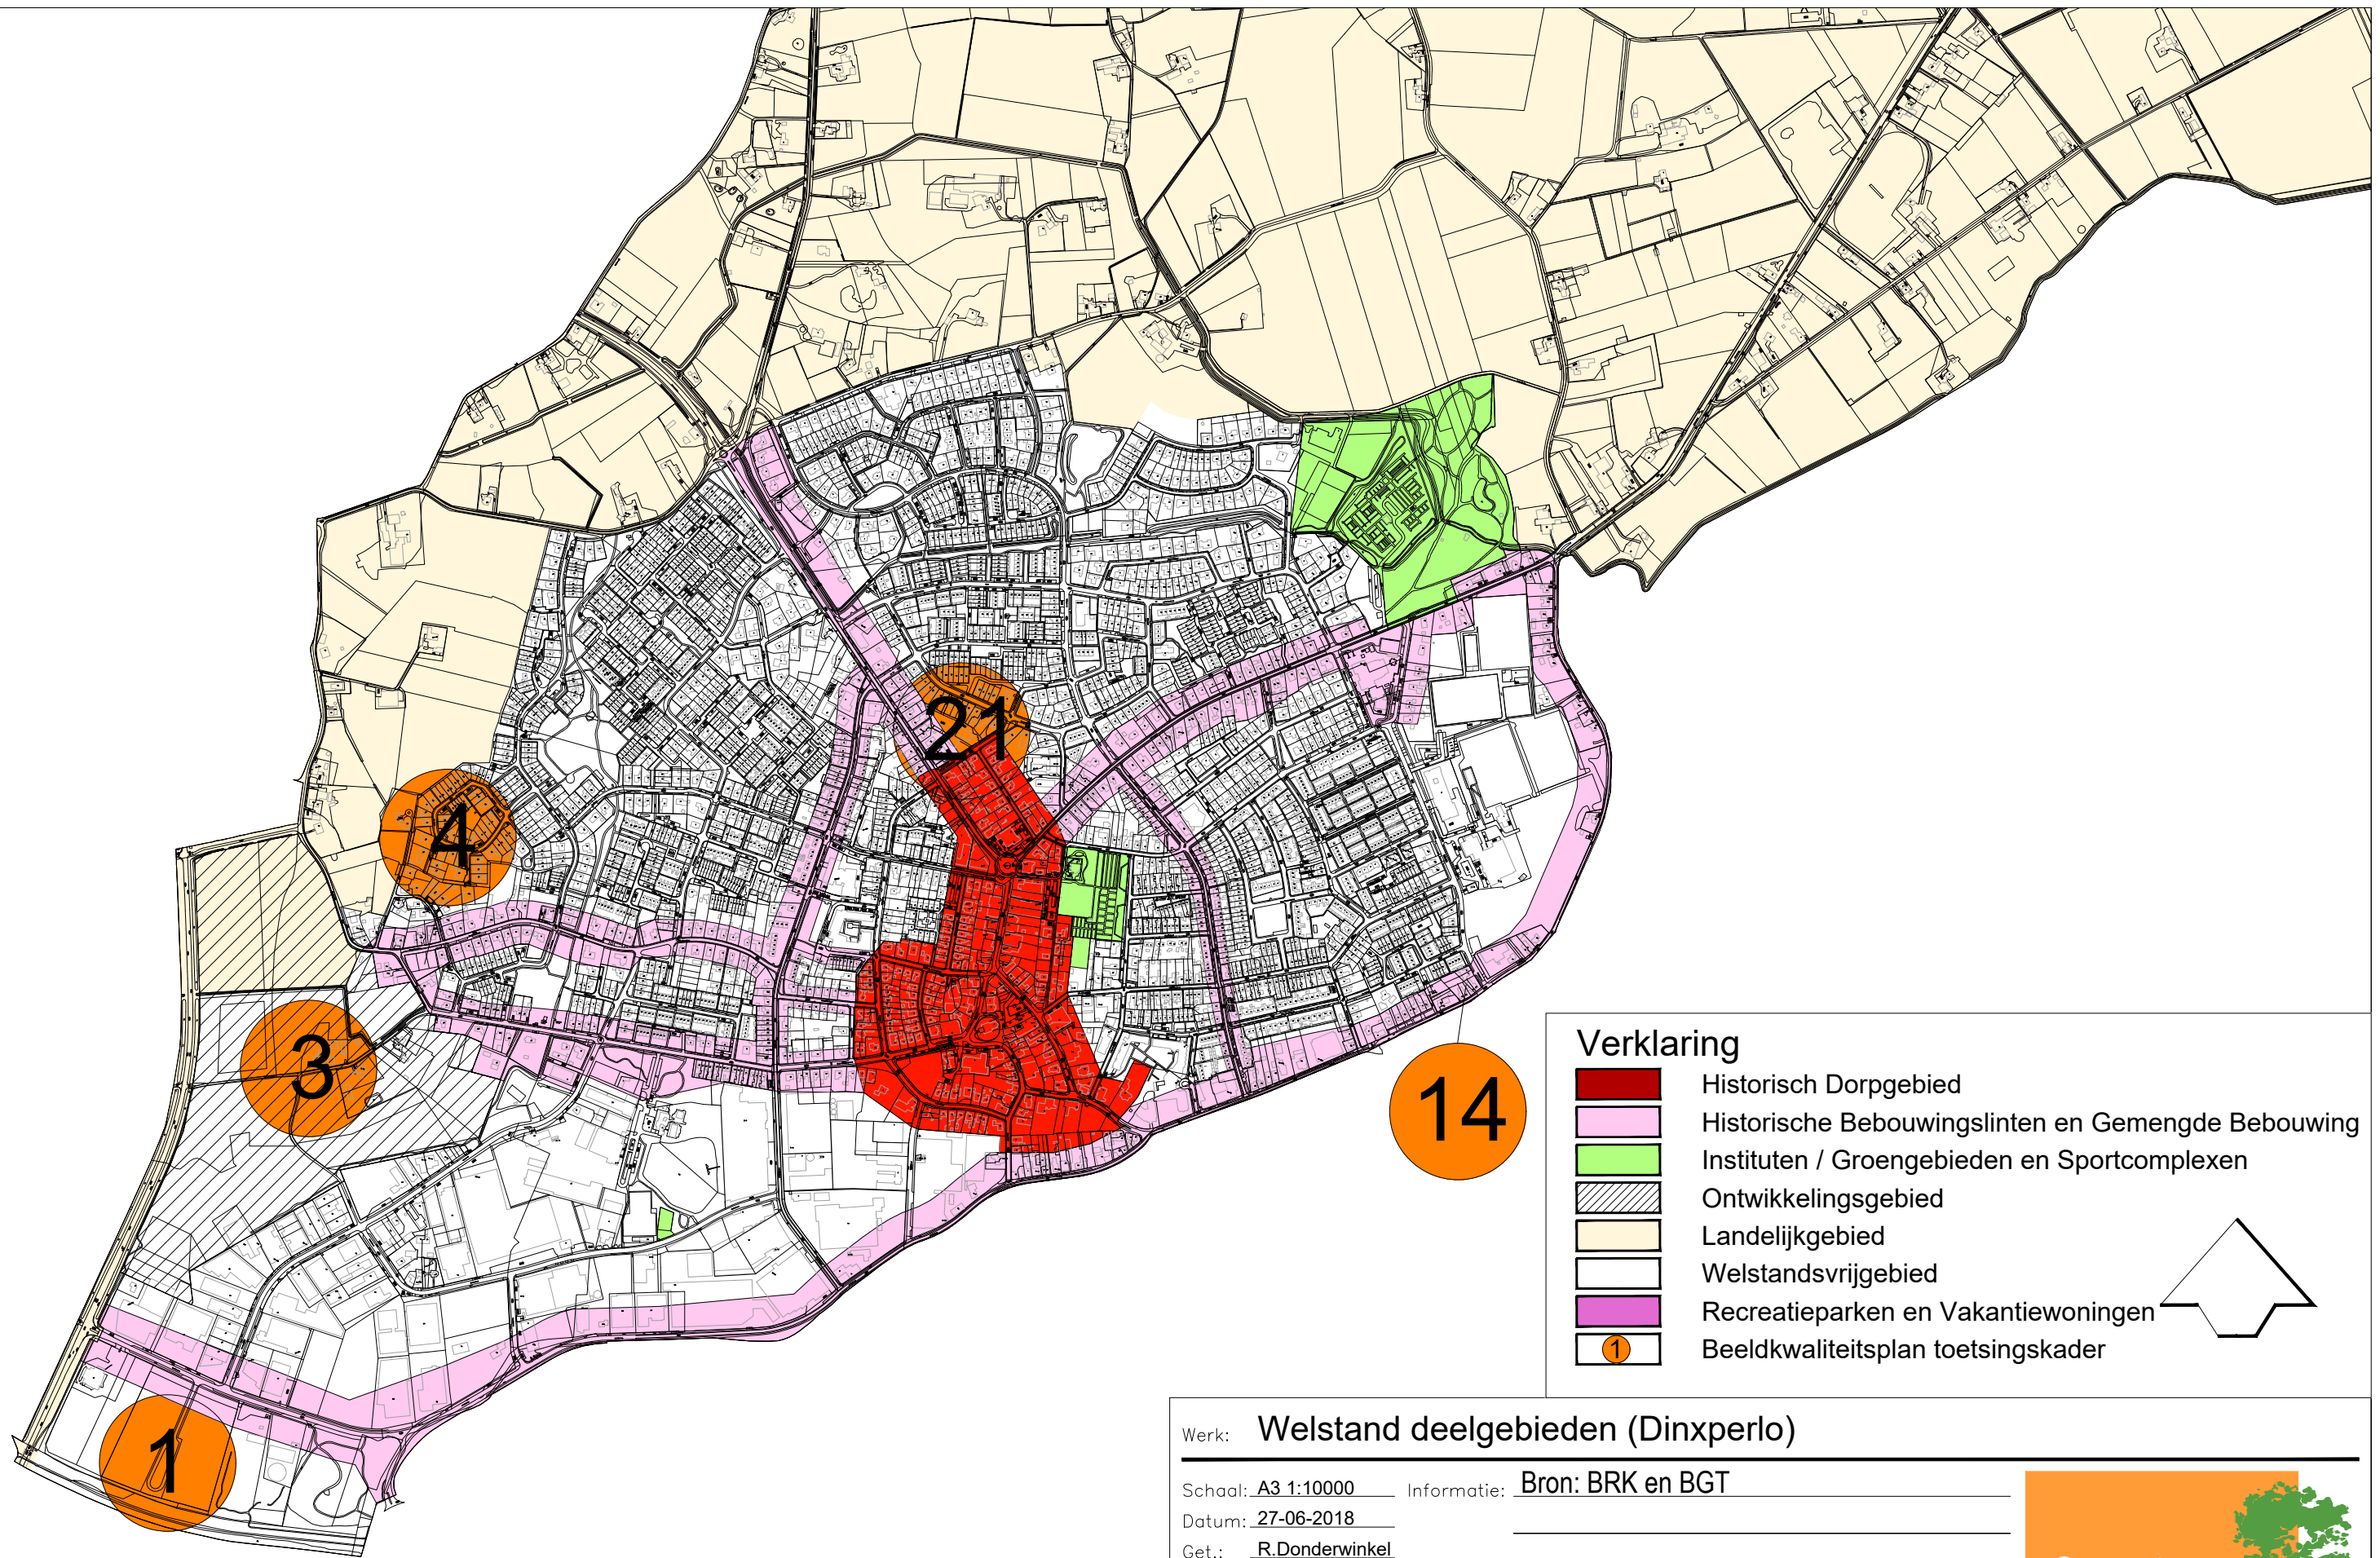 21
4
3
14
1
Verklaring
Historisch Dorpgebied
Historische Bebouwingslinten en Gemengde Bebouwing
Instituten / Groengebieden en Sportcomplexen
Ontwikkelingsgebied
Landelijkgebied
Welstandsvrijgebied
Recreatieparken en Vakantiewoningen
1 Beeldkwaliteitsplan toetsingskader
Werk: Welstand deelgebieden (Dinxperlo)
Schaal: A3 1:10000 Informatie: Bron: BRK en BGT
Datum: 27-06-2018
Get.: R.Donderwinkel